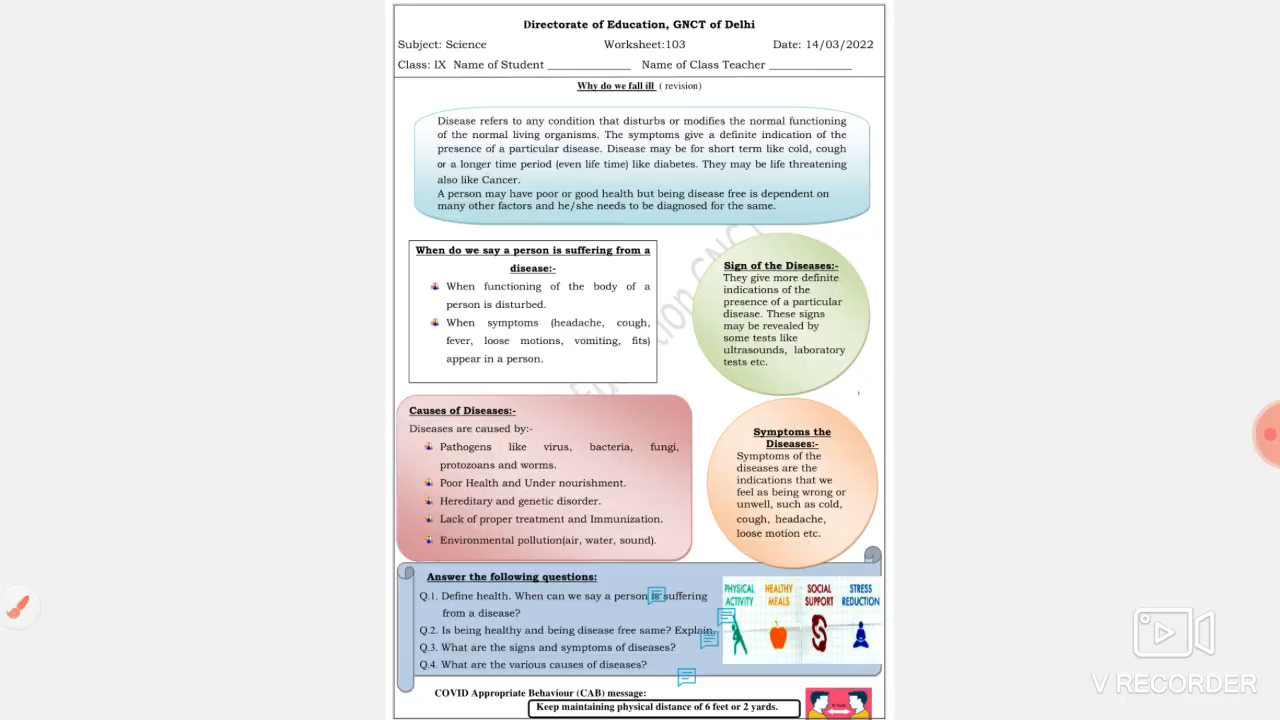 Directorate of Education, GNCT of Delhi
Subject: Science Worksheet:103 Date: 14/03/2022
Class: IX Name of Student ______________ Name of Class Teacher ______________
Why do we fall ill ( revision)
Disease refers to any condition that disturbs or modifies the normal functioning
of the normal living organisms. The symptoms give a definite indication of the
presence of a particular disease. Disease may be for short term like cold, cough
or a longer time period (even life time) like diabetes. They may be life threatening
also like Cancer.
A person may have poor or good health but being disease free is dependent on
many other factors and he/she needs to be diagnosed for the same.
When do we say a person is suffering from a
disease:-
When functioning of the body of a
person is disturbed.
When symptoms (headache, cough,
fever, loose motions, vomiting, fits)
appear in a person.
Sign of the Diseases:-
They give more definite
indications of the
presence of a particular
disease. These signs
may be revealed by
some tests like
ultrasounds, laboratory
tests etc.
Causes of Diseases:-
Diseases are caused by:-
Pathogens like virus, bacteria, fungi,
protozoans and worms.
Poor Health and Under nourishment.
Hereditary and genetic disorder.
Lack of proper treatment and Immunization.
Environmental pollution(air, water, sound).
Symptoms the
Diseases:-
Symptoms of the
diseases are the
indications that we
feel as being wrong or
unwell, such as cold,
cough, headache,
loose motion etc.
Answer the following questions:
Q.1. Define health. When can we say a person is suffering
from a disease?
Q.2. Is being healthy and being disease free same? Explain.
Q.3. What are the signs and symptoms of diseases?
Q.4. What are the various causes of diseases?
PHYSICAL ACTIVITY
HEALTHY MEALS
SOCIAL SUPPORT
STRESS REDUCTION
COVID Appropriate Behaviour (CAB) message:
Keep maintaining physical distance of 6 feet or 2 yards.
V RECORDER